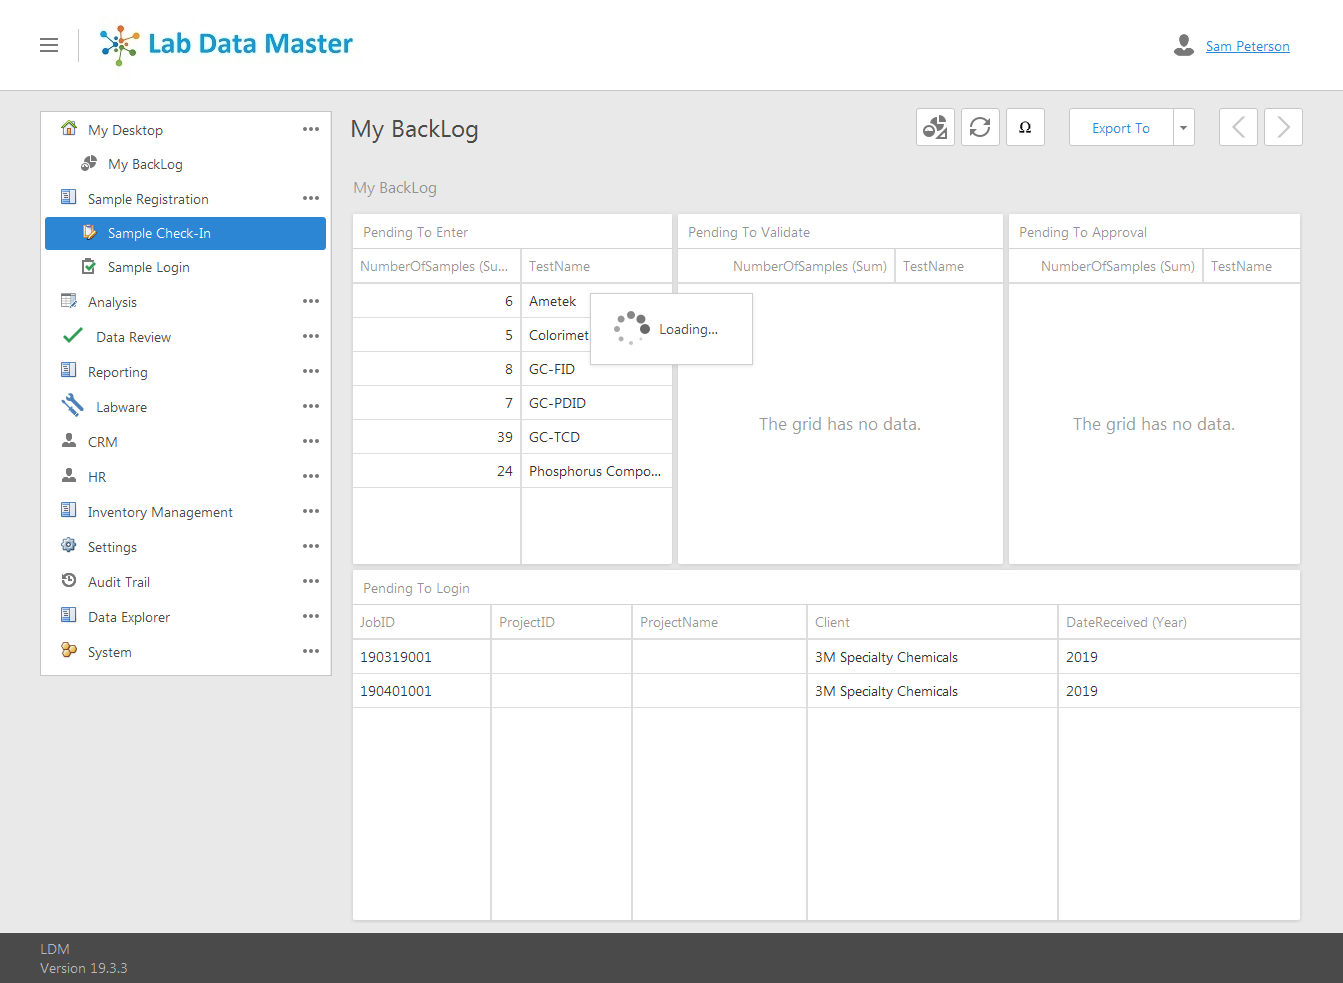 Lab Data Master
Sam Peterson
My Desktop
My BackLog
Sample Registration
Sample Check-In
Sample Login
Analysis
Data Review
Reporting
Labware
CRM
HR
Inventory Management
Settings
Audit Trail
Data Explorer
System
My BackLog
Ω
Export To
My BackLog
Pending To Enter
NumberOfSamples (Su... TestName
6 Ametek
5 Colorimet
8 GC-FID
7 GC-PDID
39 GC-TCD
24 Phosphorus Compo...
Loading...
Pending To Validate
NumberOfSamples (Sum) TestName
The grid has no data.
Pending To Approval
NumberOfSamples (Sum) TestName
The grid has no data.
Pending To Login
JobID ProjectID ProjectName Client DateReceived (Year)
190319001 3M Specialty Chemicals 2019
190401001 3M Specialty Chemicals 2019
LDM
Version 19.3.3